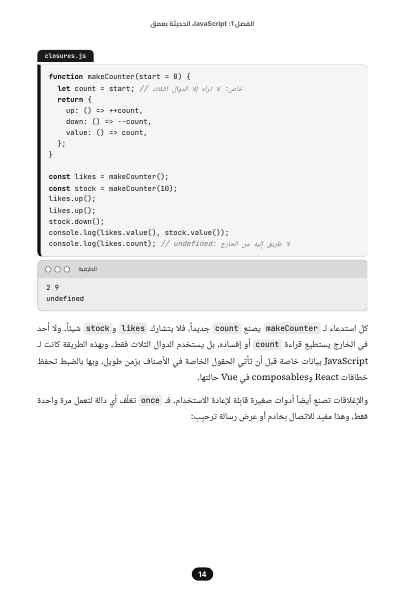 الفصل 1: JavaScript الحديثة بعمق
closures.js
function makeCounter(start = 0) {
let count = start; // خاص: لا تراه إلا الدوال الثلاث
return {
up: () => ++count,
down: () => --count,
value: () => count,
};
}
const likes = makeCounter();
const stock = makeCounter(10);
likes.up();
likes.up();
stock.down();
console.log(likes.value(), stock.value());
console.log(likes.count); // undefined: لا طريق إليه من الخارج
الطرفية
2 9
undefined
كل استدعاء لـ makeCounter يصنع count جديداً، فلا يتشارك likes و stock شيئاً. ولا أحد
في الخارج يستطيع قراءة count أو إفساده، بل يستخدم الدوال الثلاث فقط. وبهذه الطريقة كانت لـ
JavaScript بيانات خاصة قبل أن تأتي الحقول الخاصة في الأصناف بزمن طويل، وبها بالضبط تحفظ
خطافات React وcomposables في Vue حالتها.
والإغلاقات تصنع أيضاً أدوات صغيرة قابلة لإعادة الاستخدام. فـ once تغلّف أي دالة لتعمل مرة واحدة
فقط، وهذا مفيد للاتصال بخادم أو عرض رسالة ترحيب:
14